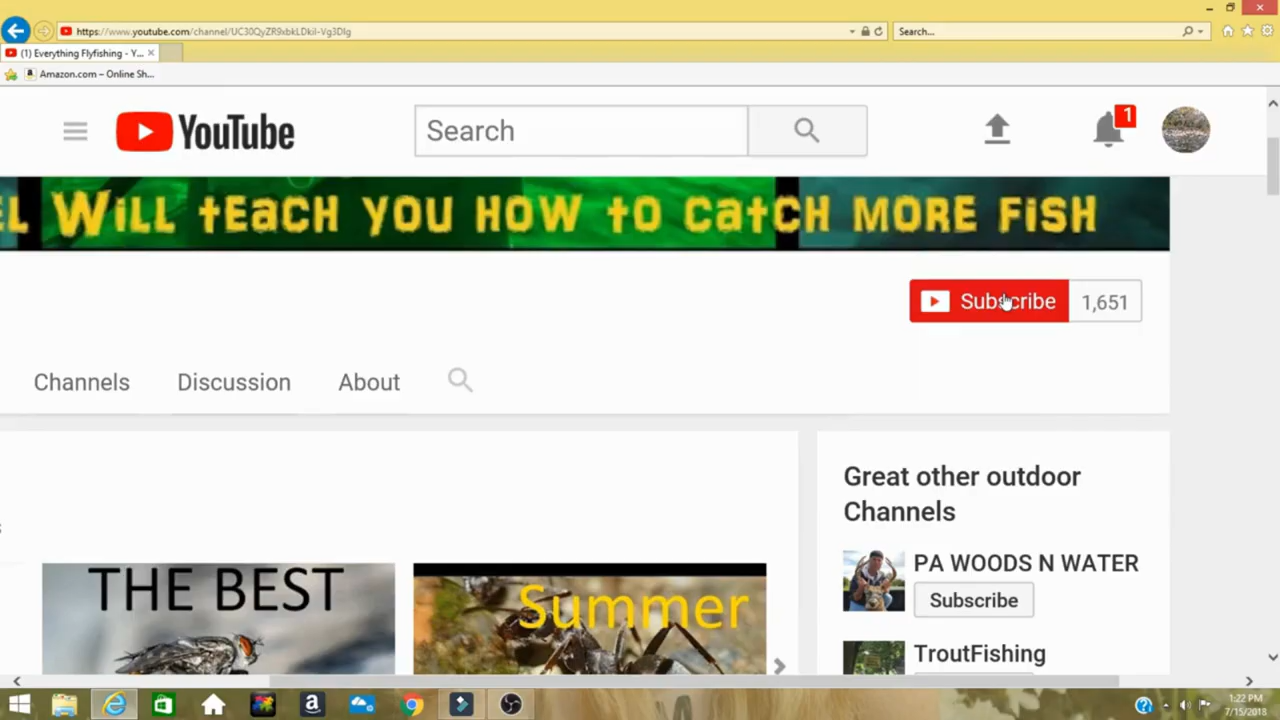 https://www.youtube.com/channel/UC30QyZR9xbkLDkil-Vg3DIg
Search...
(1) Everything Flyfishing - Y...
Amazon.com – Online Sh...
YouTube
Search
1
EL Will teach you how to catch more fish
Subscribe 1,651
Channels Discussion About
Great other outdoor
Channels
PA WOODS N WATER
Subscribe
TroutFishing
THE BEST
Summer
1:22 PM
7/15/2018